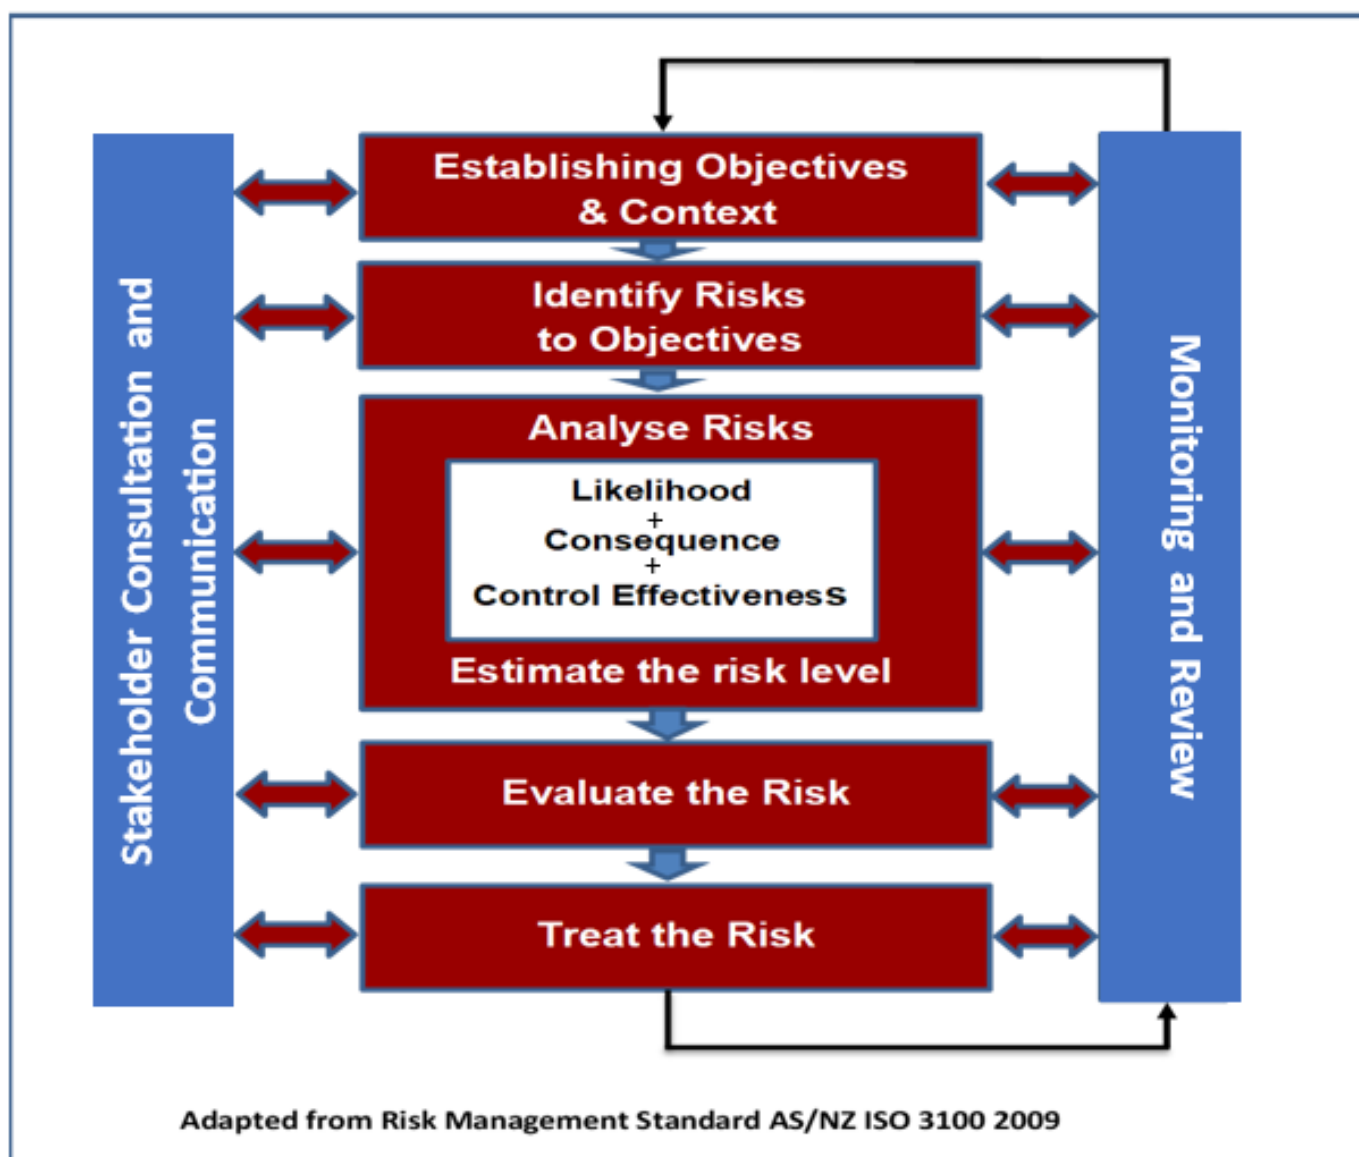 Stakeholder Consultation and
Communication
Establishing Objectives
& Context
Identify Risks
to Objectives
Analyse Risks
Likelihood
+
Consequence
+
Control Effectiveness
Estimate the risk level
Evaluate the Risk
Treat the Risk
Monitoring and Review
Adapted from Risk Management Standard AS/NZ ISO 3100 2009